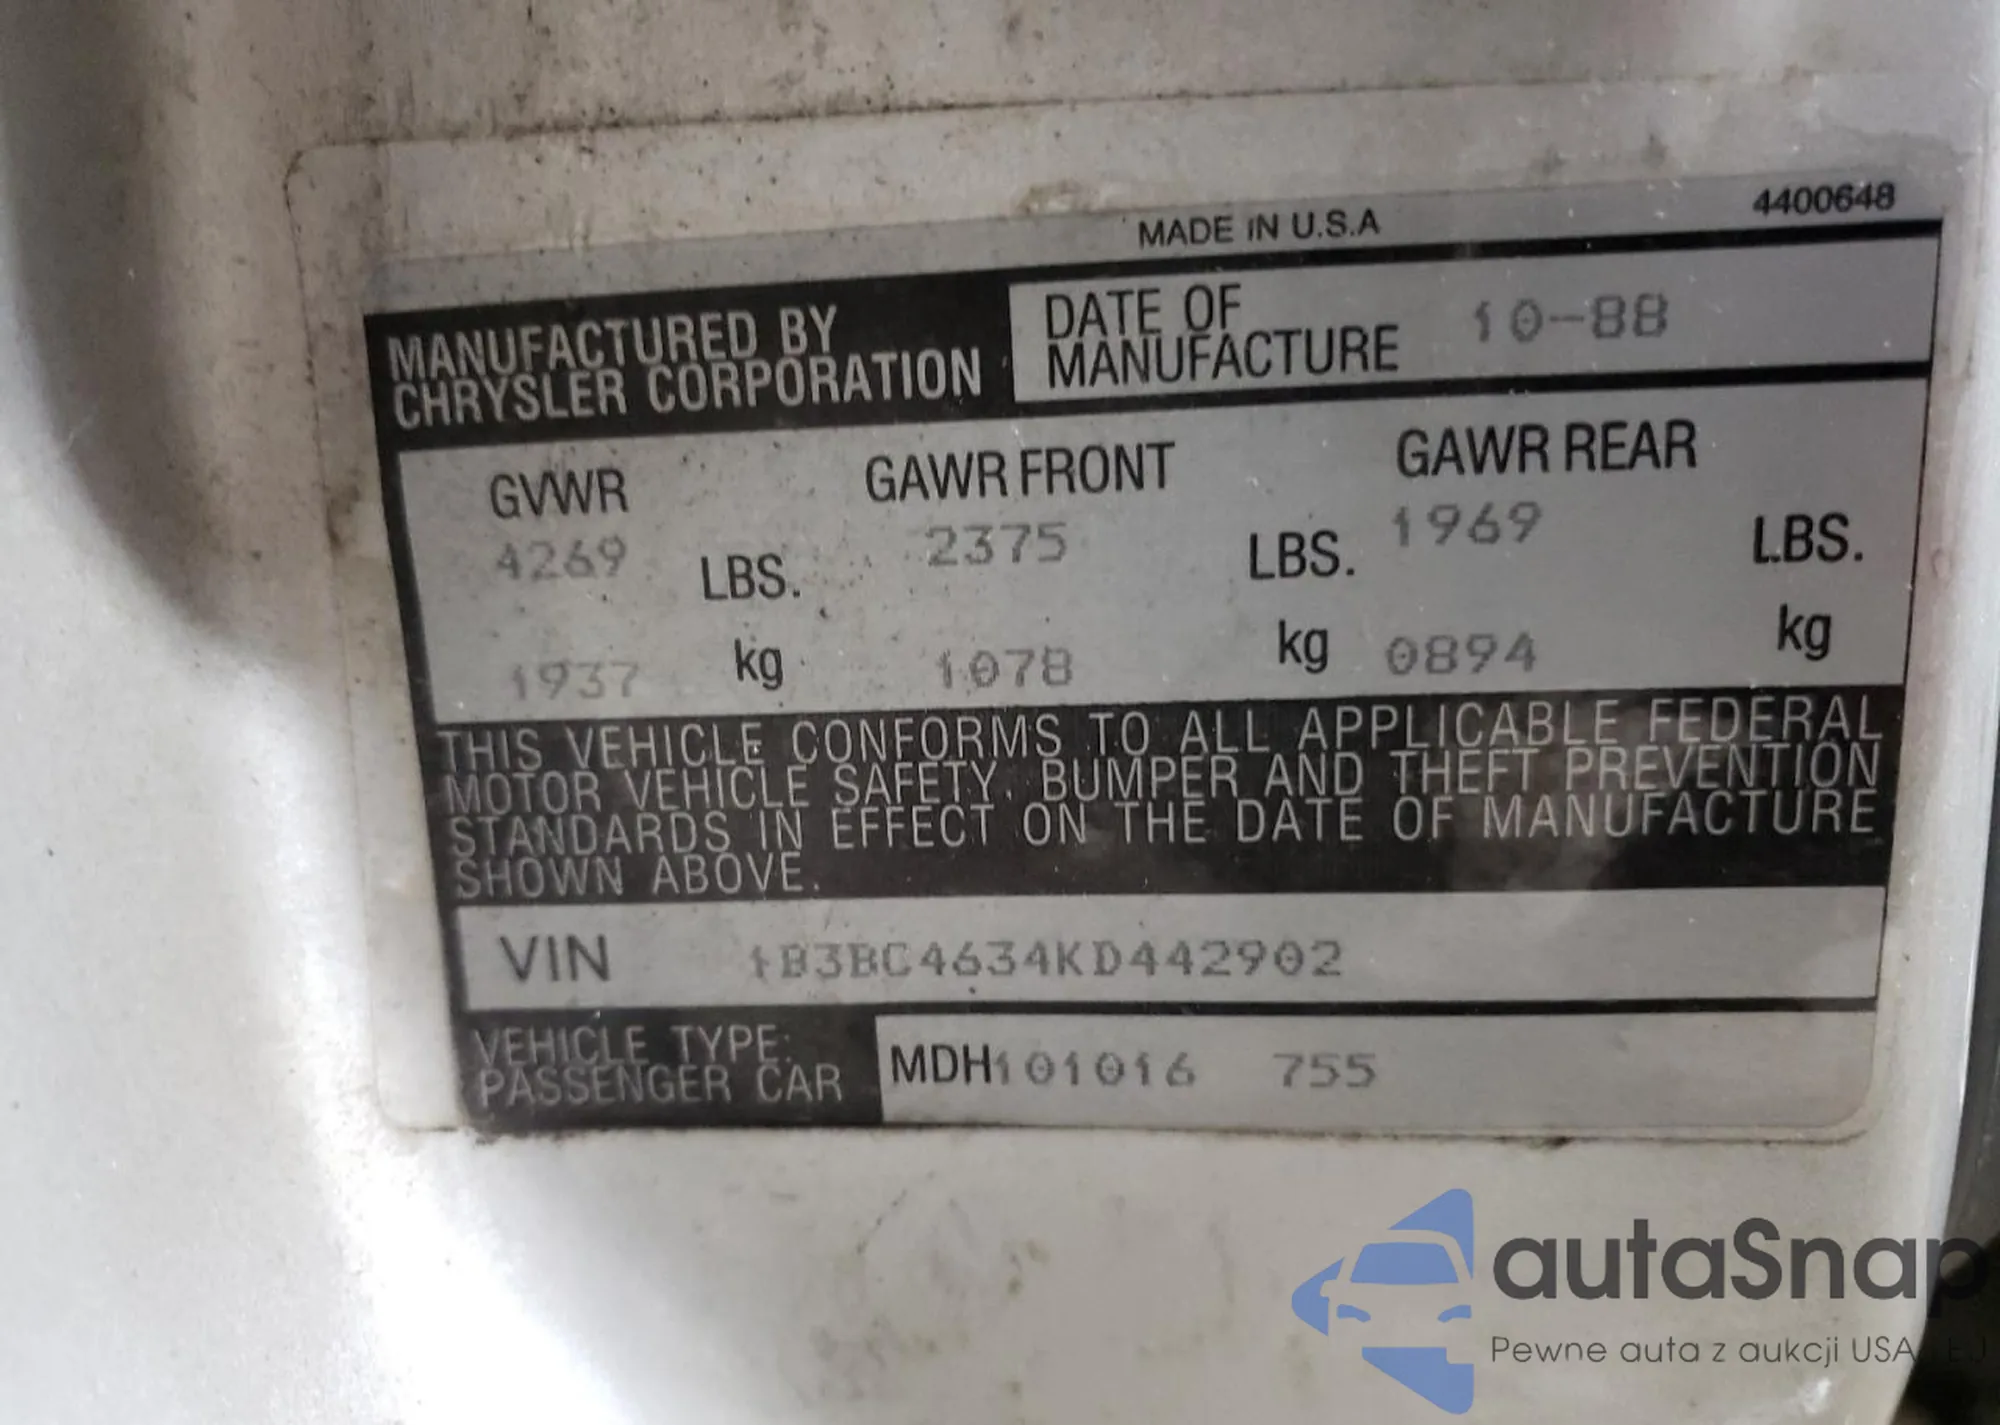 MADE IN U.S.A 4400648
MANUFACTURED BY
CHRYSLER CORPORATION
DATE OF
MANUFACTURE 10-88
GVWR GAWR FRONT GAWR REAR
4269 LBS. 2375 LBS. 1969 LBS.
1937 kg 1078 kg 0894 kg
THIS VEHICLE CONFORMS TO ALL APPLICABLE FEDERAL
MOTOR VEHICLE SAFETY, BUMPER AND THEFT PREVENTION
STANDARDS IN EFFECT ON THE DATE OF MANUFACTURE
SHOWN ABOVE.
VIN 1B3BC4634KD442902
VEHICLE TYPE:
PASSENGER CAR
MDH101016 755
autaSnap
Pewne auta z aukcji USA